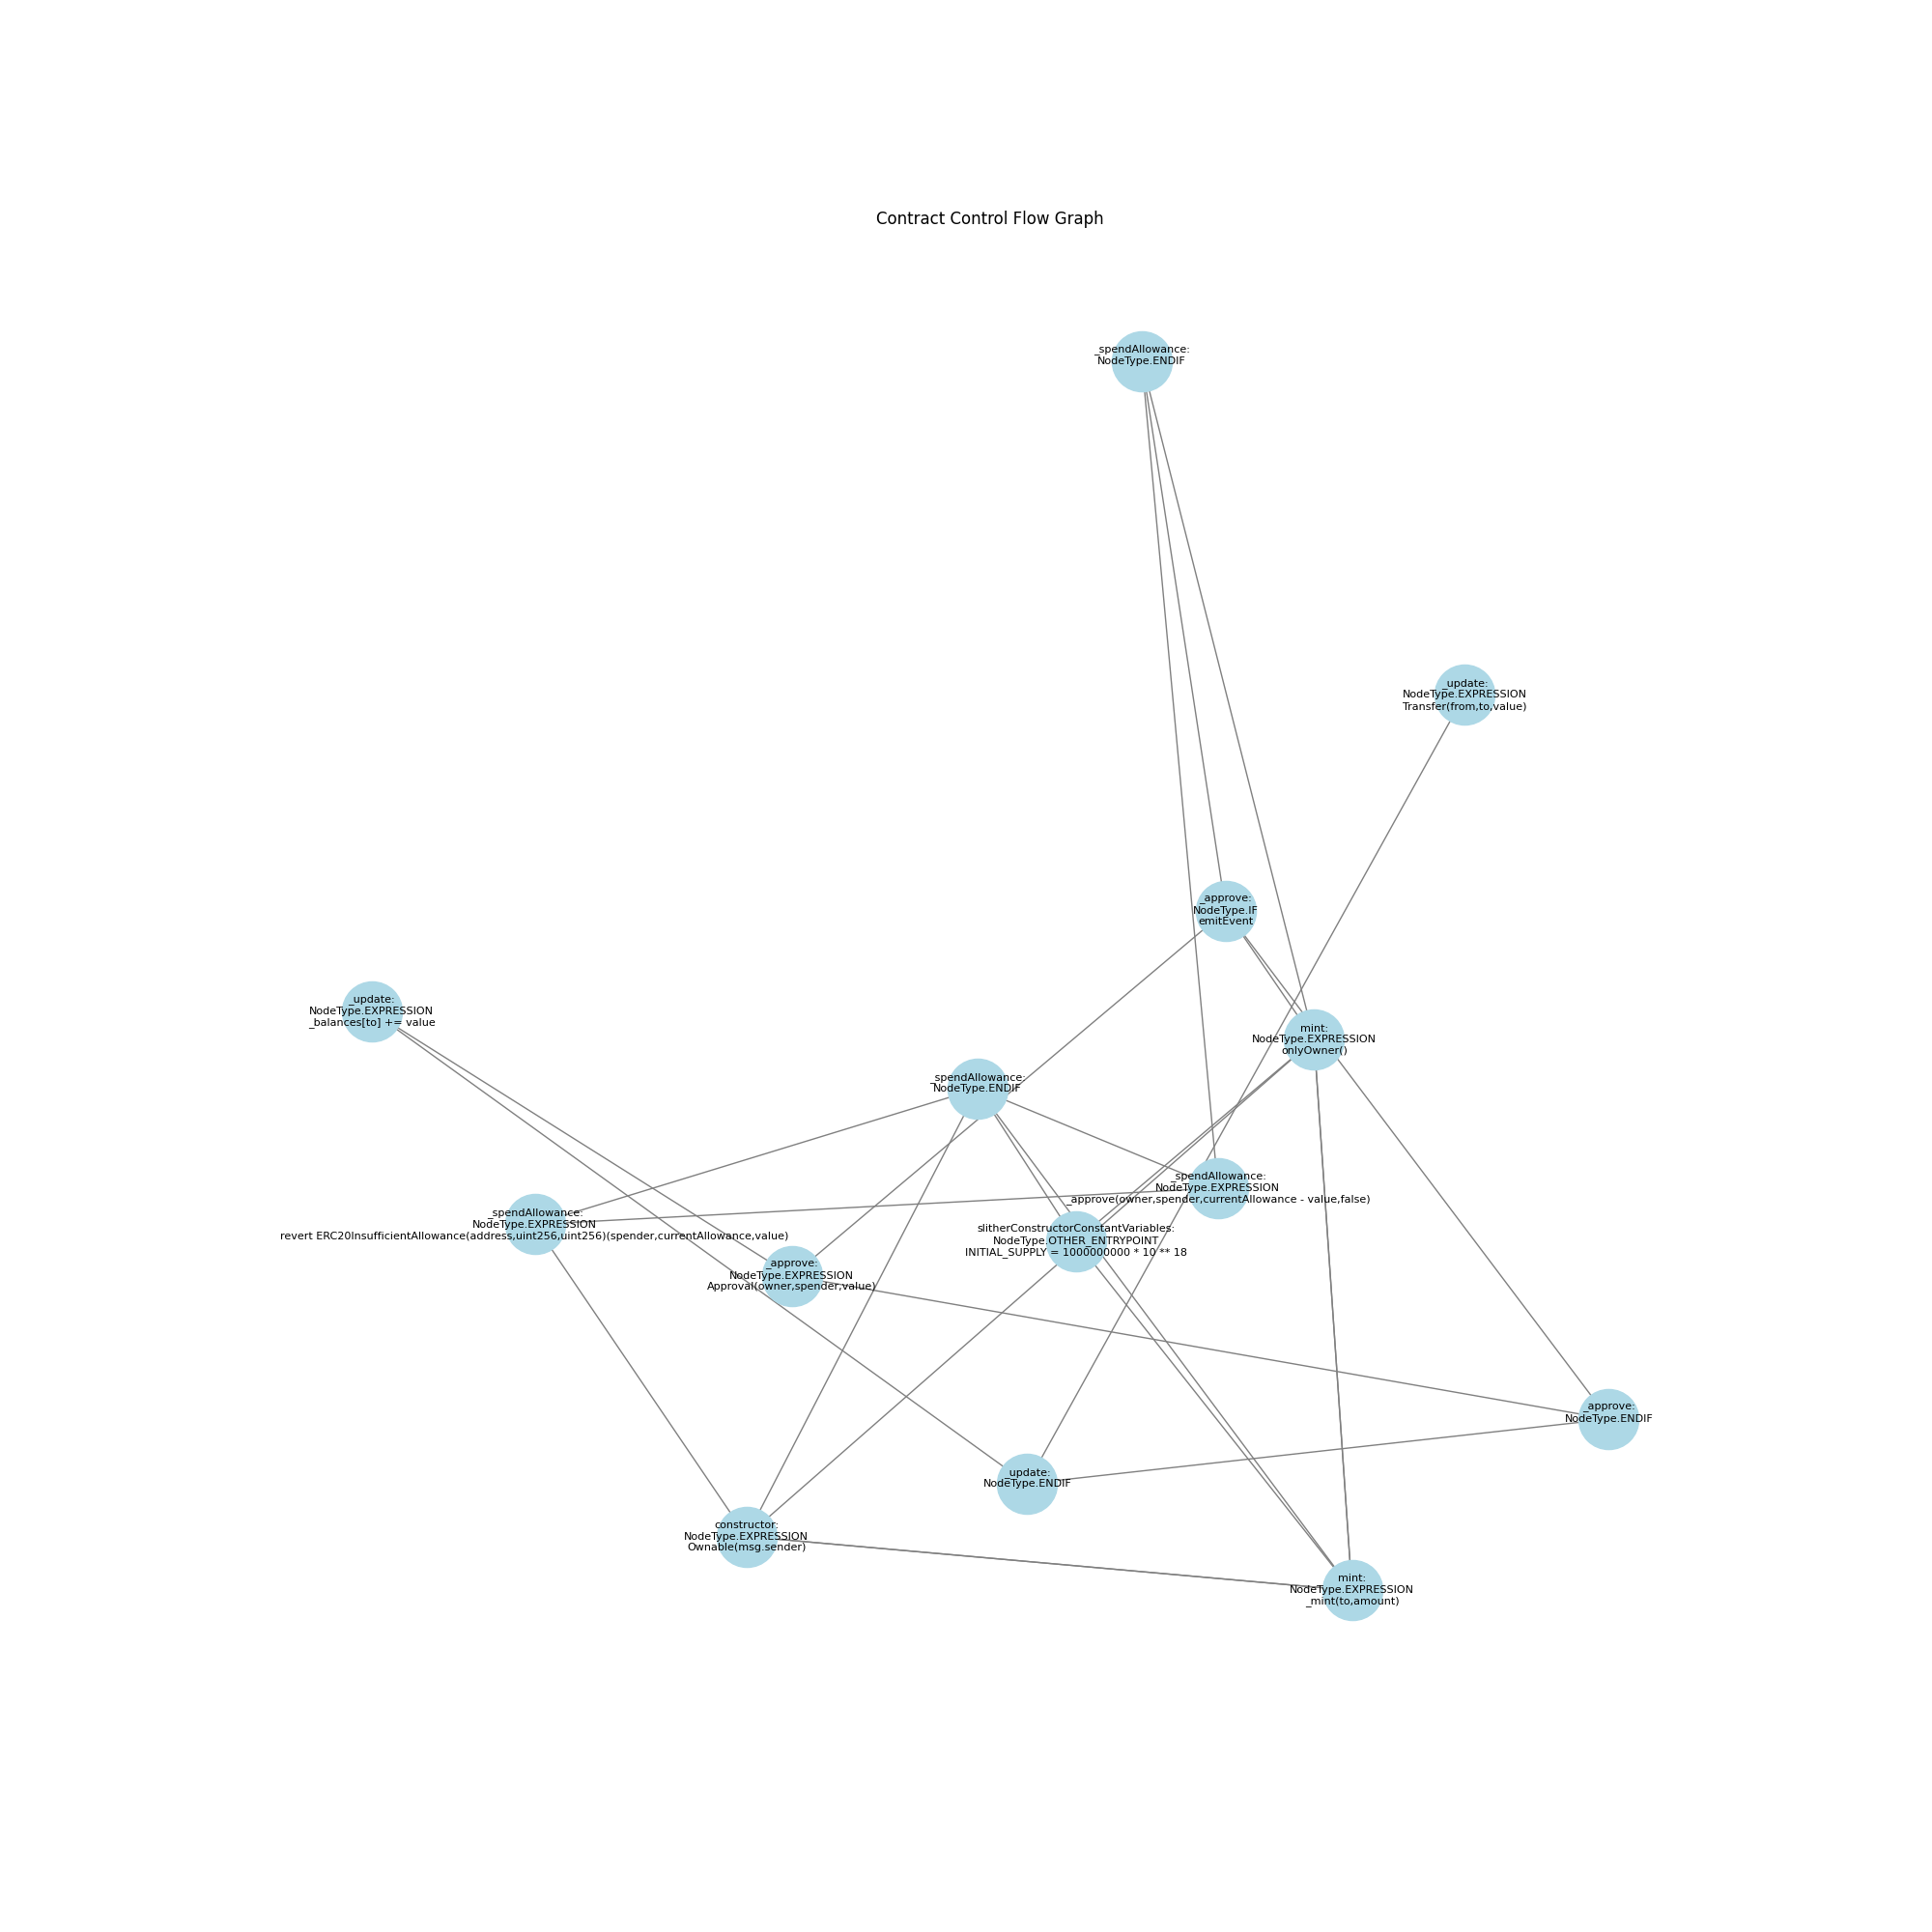 Contract Control Flow Graph
_spendAllowance:
NodeType.ENDIF
_update:
NodeType.EXPRESSION
Transfer(from,to,value)
_approve:
NodeType.IF
emitEvent
_update:
NodeType.EXPRESSION
_balances[to] += value
mint:
NodeType.EXPRESSION
onlyOwner()
_spendAllowance:
NodeType.ENDIF
_spendAllowance:
NodeType.EXPRESSION
_approve(owner,spender,currentAllowance - value,false)
_spendAllowance:
NodeType.EXPRESSION
revert ERC20InsufficientAllowance(address,uint256,uint256)(spender,currentAllowance,value)
slitherConstructorConstantVariables:
NodeType.OTHER_ENTRYPOINT
INITIAL_SUPPLY = 1000000000 * 10 ** 18
_approve:
NodeType.EXPRESSION
Approval(owner,spender,value)
_approve:
NodeType.ENDIF
_update:
NodeType.ENDIF
constructor:
NodeType.EXPRESSION
Ownable(msg.sender)
mint:
NodeType.EXPRESSION
_mint(to,amount)